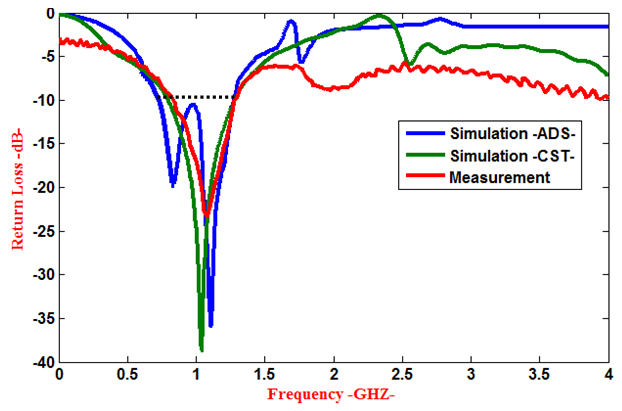 0
-5
-10
-15
-20
-25
-30
-35
-40
Return Loss -dB-
Simulation -ADS-
Simulation -CST-
Measurement
0 0.5 1 1.5 2 2.5 3 3.5 4
Frequency -GHZ-